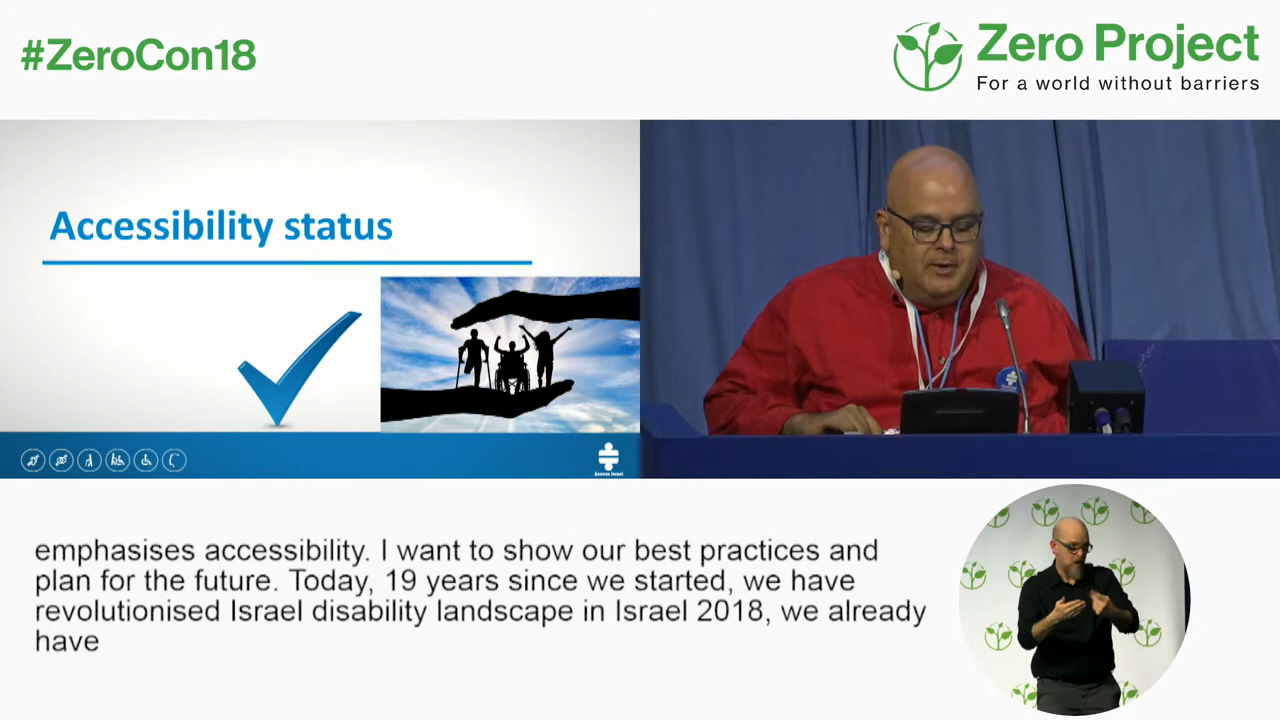 #ZeroCon18
Zero Project
For a world without barriers
Accessibility status
Access Israel
emphasises accessibility. I want to show our best practices and
plan for the future. Today, 19 years since we started, we have
revolutionised Israel disability landscape in Israel 2018, we already
have